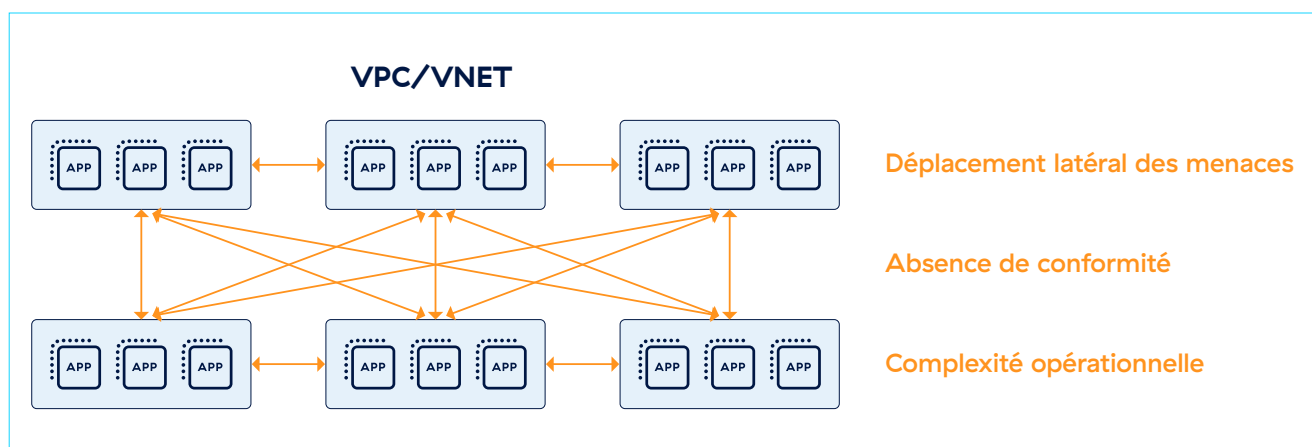 VPC/VNET
APP APP APP APP APP APP APP APP APP
Déplacement latéral des menaces
Absence de conformité
APP APP APP APP APP APP APP APP APP
Complexité opérationnelle